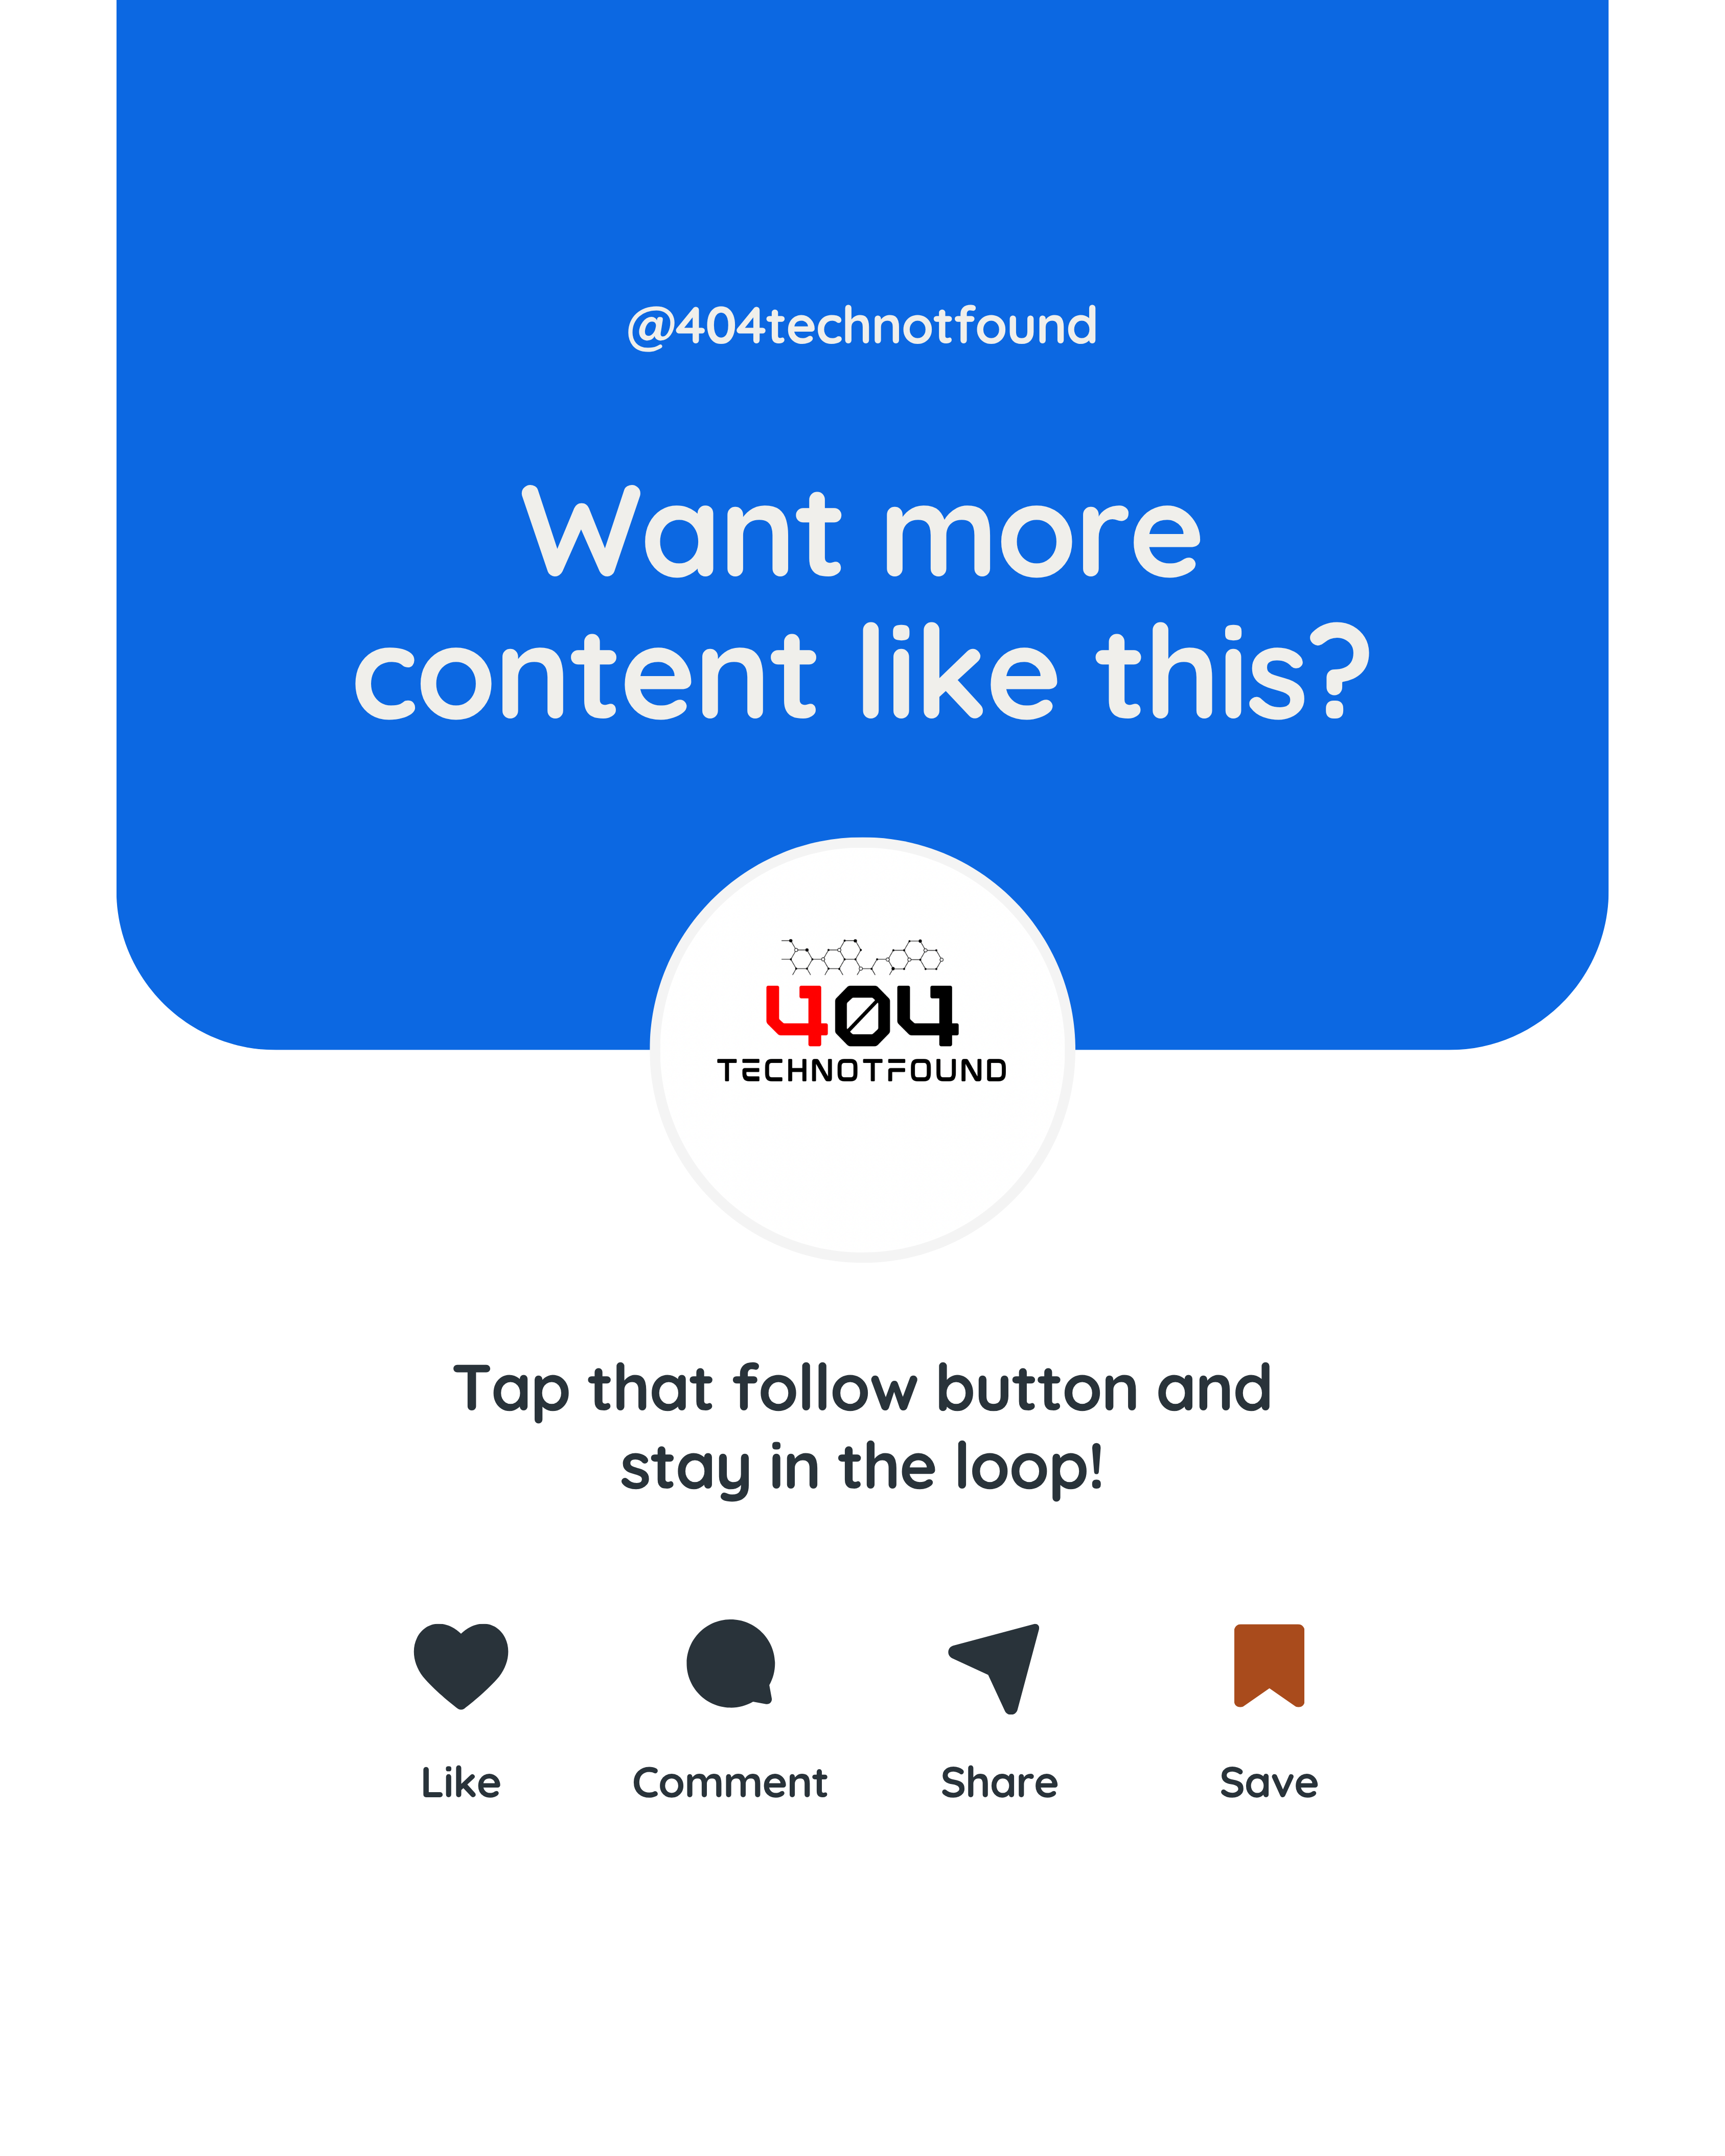 @404technotfound
Want more
content like this?
404
TECHNOTFOUND
Tap that follow button and
stay in the loop!
Like Comment Share Save